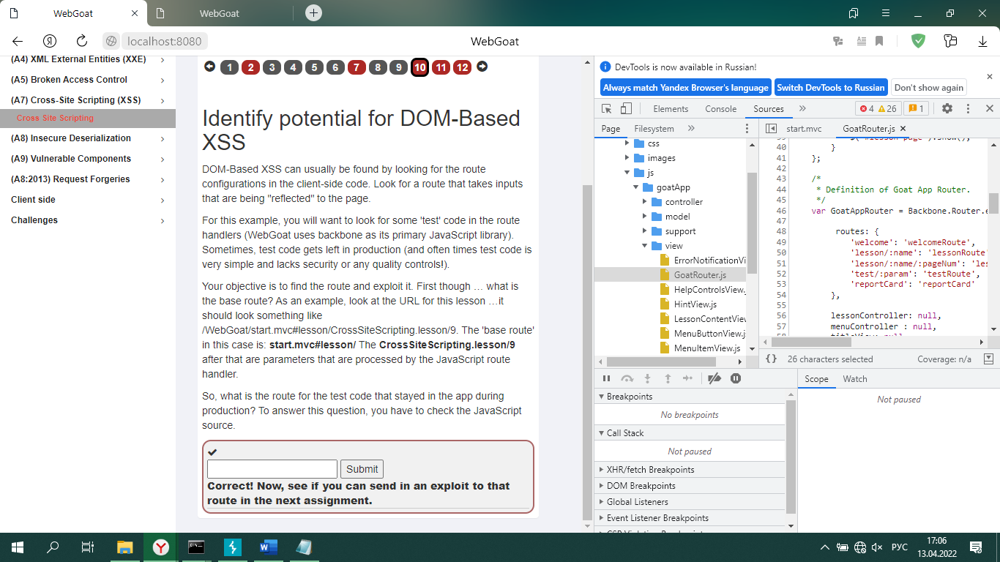 WebGoat
WebGoat
localhost:8080
WebGoat
(A4) XML External Entities (XXE)
(A5) Broken Access Control
(A7) Cross-Site Scripting (XSS)
Cross Site Scripting
(A8) Insecure Deserialization
(A9) Vulnerable Components
(A8:2013) Request Forgeries
Client side
Challenges
1 2 3 4 5 6 7 8 9 10 11 12
Identify potential for DOM-Based
XSS
DOM-Based XSS can usually be found by looking for the route
configurations in the client-side code. Look for a route that takes inputs
that are being "reflected" to the page.
For this example, you will want to look for some 'test' code in the route
handlers (WebGoat uses backbone as its primary JavaScript library).
Sometimes, test code gets left in production (and often times test code is
very simple and lacks security or any quality controls!).
Your objective is to find the route and exploit it. First though … what is
the base route? As an example, look at the URL for this lesson …it
should look something like
/WebGoat/start.mvc#lesson/CrossSiteScripting.lesson/9. The 'base route'
in this case is: start.mvc#lesson/ The CrossSiteScripting.lesson/9
after that are parameters that are processed by the JavaScript route
handler.
So, what is the route for the test code that stayed in the app during
production? To answer this question, you have to check the JavaScript
source.
Submit
Correct! Now, see if you can send in an exploit to that
route in the next assignment.
DevTools is now available in Russian!
Always match Yandex Browser's language Switch DevTools to Russian Don't show again
Elements Console Sources » 4 26 1
Page Filesystem »
css
images
js
goatApp
controller
model
support
view
ErrorNotificationVi
GoatRouter.js
HelpControlsView.
HintView.js
LessonContentView
MenuButtonView.j
MenuItemView.js
start.mvc GoatRouter.js
40 }
41 };
42
43 /*
44 * Definition of Goat App Router.
45 */
46 var GoatAppRouter = Backbone.Router.e
47
48 routes: {
49 'welcome': 'welcomeRoute',
50 'lesson/:name': 'lessonRoute'
51 'lesson/:name/:pageNum': 'les
52 'test/:param': 'testRoute',
53 'reportCard': 'reportCard'
54 },
55
56 lessonController: null,
57 menuController : null,
{} 26 characters selected Coverage: n/a
Scope Watch
Not paused
Breakpoints
No breakpoints
Call Stack
Not paused
XHR/fetch Breakpoints
DOM Breakpoints
Global Listeners
Event Listener Breakpoints
РУС
17:06
13.04.2022